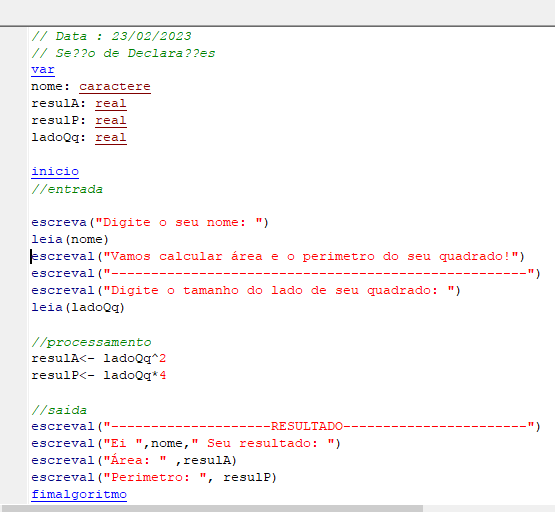 // Data : 23/02/2023
// Se??o de Declara??es
var
nome: caractere
resulA: real
resulP: real
ladoQq: real
inicio
//entrada
escreva("Digite o seu nome: ")
leia(nome)
escreval("Vamos calcular área e o perimetro do seu quadrado!")
escreval("----------------------------------------------------")
escreval("Digite o tamanho do lado de seu quadrado: ")
leia(ladoQq)
//processamento
resulA<- ladoQq^2
resulP<- ladoQq*4
//saida
escreval("--------------------RESULTADO-----------------------")
escreval("Ei ",nome," Seu resultado: ")
escreval("Área: " ,resulA)
escreval("Perimetro: ", resulP)
fimalgoritmo